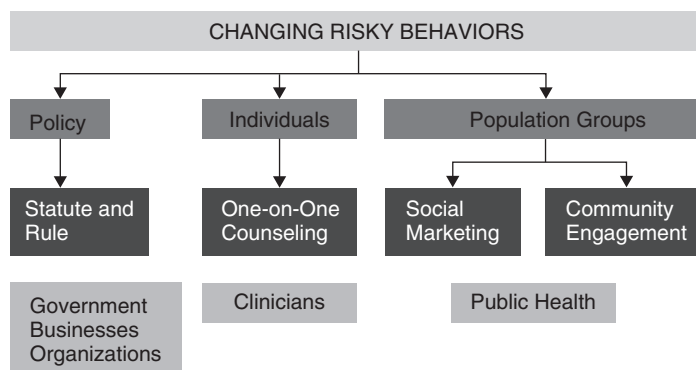 CHANGING RISKY BEHAVIORS
Policy
Individuals
Population Groups
Statute and
Rule
One-on-One
Counseling
Social
Marketing
Community
Engagement
Government
Businesses
Organizations
Clinicians
Public Health